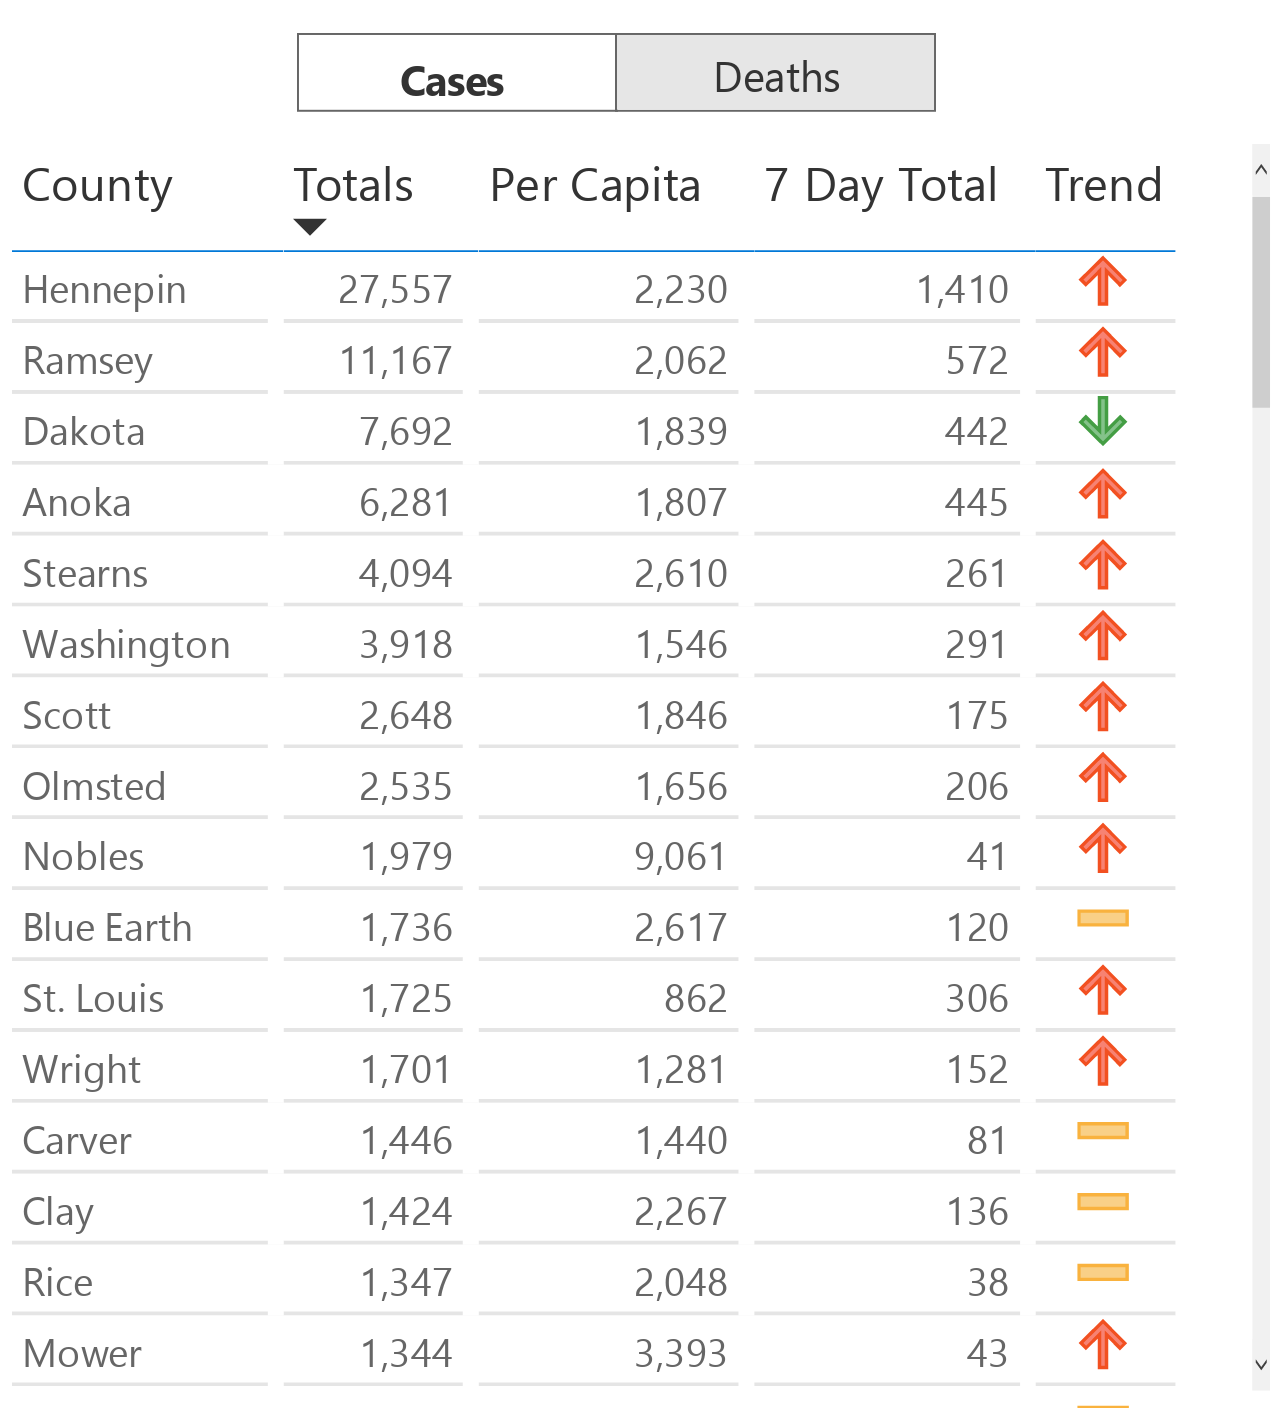 Cases Deaths
County Totals Per Capita 7 Day Total Trend
Hennepin 27,557 2,230 1,410
Ramsey 11,167 2,062 572
Dakota 7,692 1,839 442
Anoka 6,281 1,807 445
Stearns 4,094 2,610 261
Washington 3,918 1,546 291
Scott 2,648 1,846 175
Olmsted 2,535 1,656 206
Nobles 1,979 9,061 41
Blue Earth 1,736 2,617 120
St. Louis 1,725 862 306
Wright 1,701 1,281 152
Carver 1,446 1,440 81
Clay 1,424 2,267 136
Rice 1,347 2,048 38
Mower 1,344 3,393 43